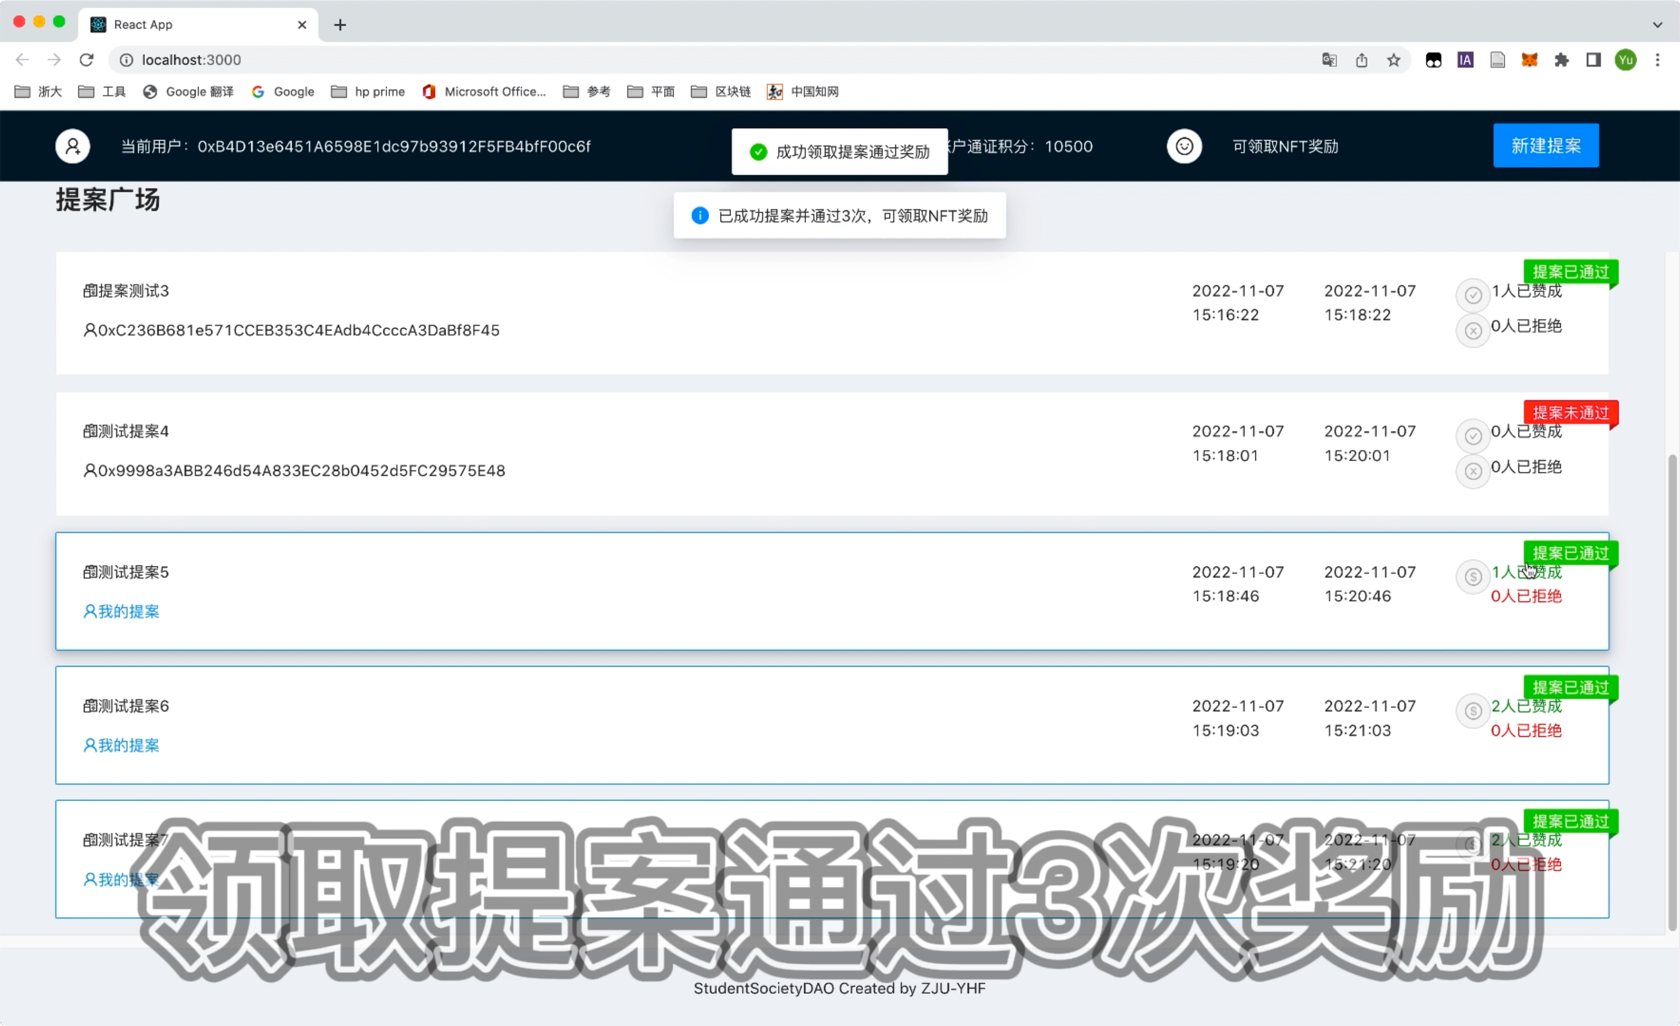 React App
localhost:3000
Yu
浙大
工具
Google 翻译
Google
hp prime
Microsoft Office...
参考
平面
区块链
中国知网
当前用户：0xB4D13e6451A6598E1dc97b93912F5FB4bfF00c6f
成功领取提案通过奖励
户通证积分：10500
可领取NFT奖励
新建提案
提案广场
已成功提案并通过3次，可领取NFT奖励
提案已通过
提案测试3
2022-11-07
15:16:22
2022-11-07
15:18:22
1人已赞成
0xC236B681e571CCEB353C4EAdb4CcccA3DaBf8F45
0人已拒绝
提案未通过
测试提案4
2022-11-07
15:18:01
2022-11-07
15:20:01
0人已赞成
0x9998a3ABB246d54A833EC28b0452d5FC29575E48
0人已拒绝
提案已通过
测试提案5
2022-11-07
15:18:46
2022-11-07
15:20:46
1人已赞成
0人已拒绝
我的提案
提案已通过
测试提案6
2022-11-07
15:19:03
2022-11-07
15:21:03
2人已赞成
0人已拒绝
我的提案
提案已通过
测试提案7
2022-11-07
15:19:20
2022-11-07
15:21:20
2人已赞成
0人已拒绝
我的提案
领取提案通过3次奖励
StudentSocietyDAO Created by ZJU-YHF